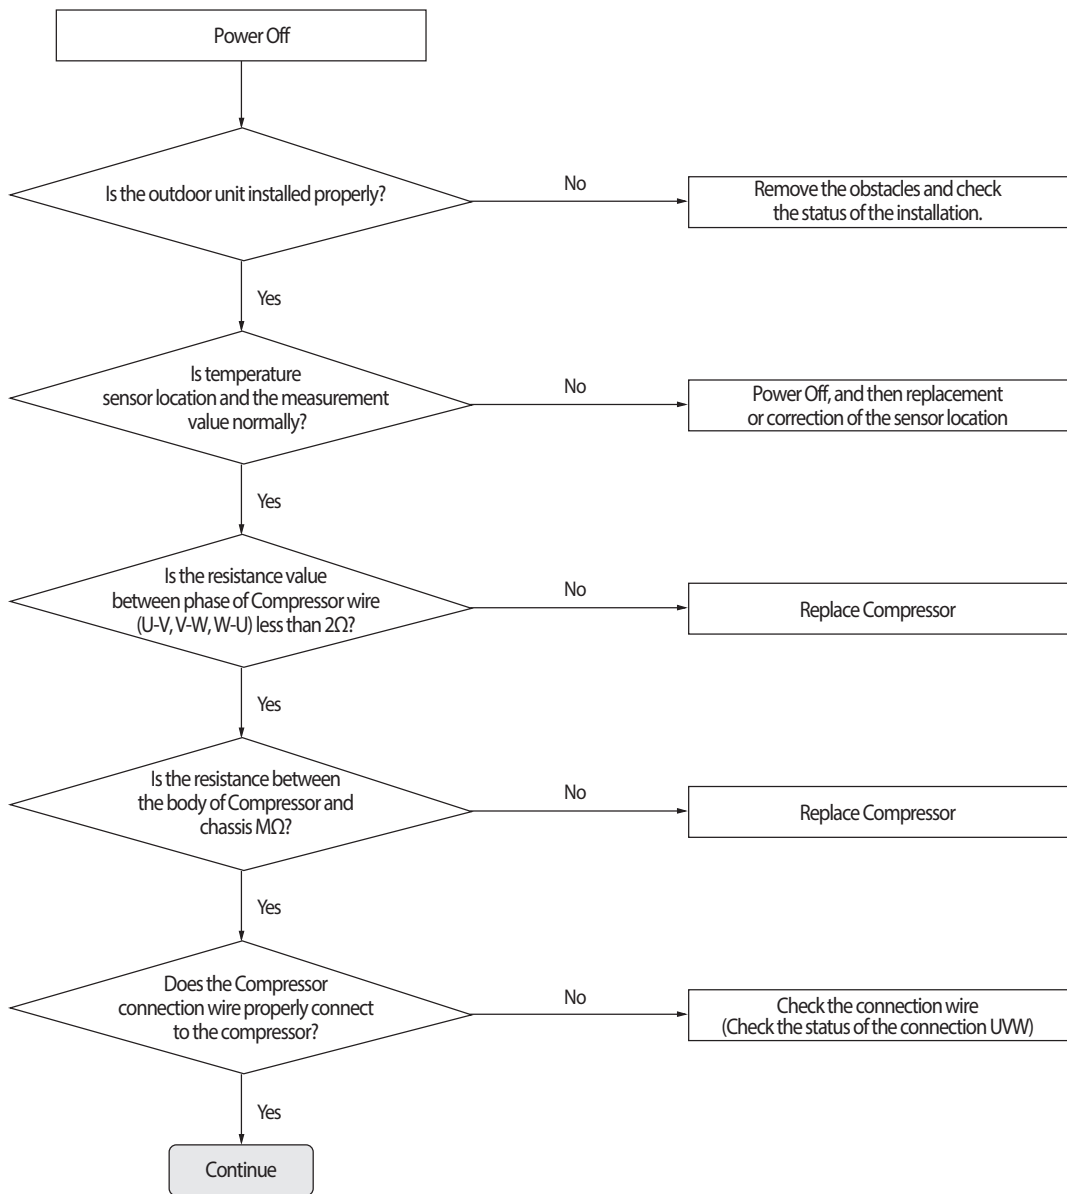 Power Off
Is the outdoor unit installed properly?
No
Remove the obstacles and check
the status of the installation.
Yes
Is temperature
sensor location and the measurement
value normally?
No
Power Off, and then replacement
or correction of the sensor location
Yes
Is the resistance value
between phase of Compressor wire
(U-V, V-W, W-U) less than 2Ω?
No
Replace Compressor
Yes
Is the resistance between
the body of Compressor and
chassis MΩ?
No
Replace Compressor
Yes
Does the Compressor
connection wire properly connect
to the compressor?
No
Check the connection wire
(Check the status of the connection UVW)
Yes
Continue